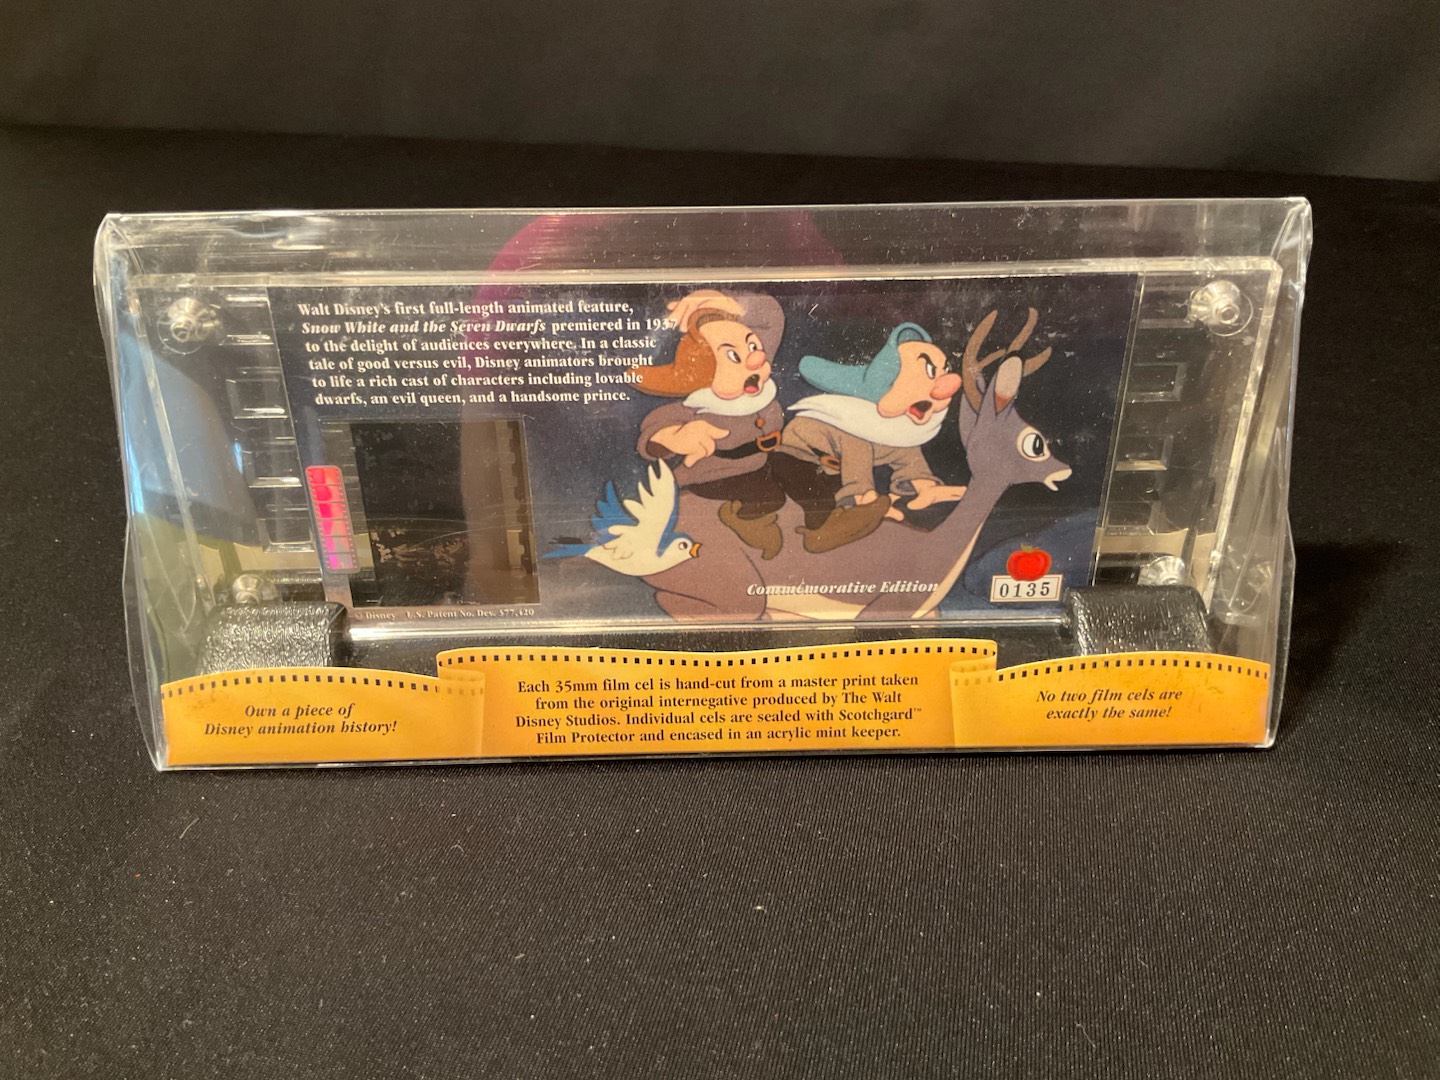 Walt Disney's first full-length animated feature,
Snow White and the Seven Dwarfs premiered in 1937
to the delight of audiences everywhere. In a classic
tale of good versus evil, Disney animators brought
to life a rich cast of characters including lovable
dwarfs, an evil queen, and a handsome prince.
Commemorative Edition
0135
© Disney U.S. Patent No. Des. 377,420
Own a piece of
Disney animation history!
Each 35mm film cel is hand-cut from a master print taken
from the original internegative produced by The Walt
Disney Studios. Individual cels are sealed with Scotchgard™
Film Protector and encased in an acrylic mint keeper.
No two film cels are
exactly the same!